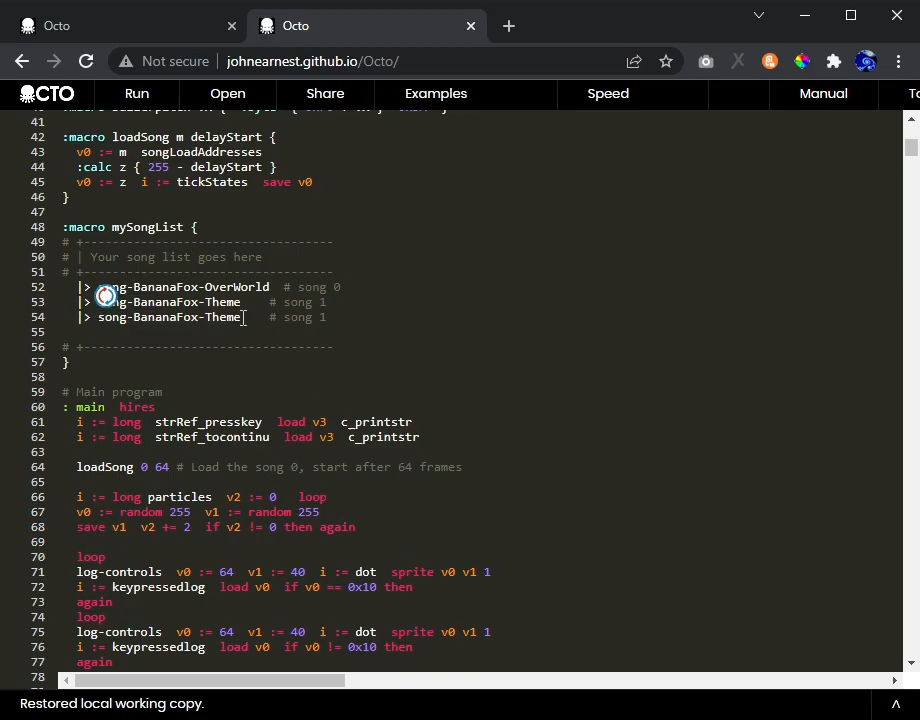 Octo
Octo
Not secure johnearnest.github.io/Octo/
OCTO Run Open Share Examples Speed Manual
41
42 :macro loadSong m delayStart {
43 v0 := m songLoadAddresses
44 :calc z { 255 - delayStart }
45 v0 := z i := tickStates save v0
46 }
47
48 :macro mySongList {
49 # +-----------------------------------
50 # | Your song list goes here
51 # +-----------------------------------
52 |> song-BananaFox-OverWorld # song 0
53 |> song-BananaFox-Theme # song 1
54 |> song-BananaFox-Theme # song 1
55
56 # +-----------------------------------
57 }
58
59 # Main program
60 : main hires
61 i := long strRef_presskey load v3 c_printstr
62 i := long strRef_tocontinu load v3 c_printstr
63
64 loadSong 0 64 # Load the song 0, start after 64 frames
65
66 i := long particles v2 := 0 loop
67 v0 := random 255 v1 := random 255
68 save v1 v2 += 2 if v2 != 0 then again
69
70 loop
71 log-controls v0 := 64 v1 := 40 i := dot sprite v0 v1 1
72 i := keypressedlog load v0 if v0 == 0x10 then
73 again
74 loop
75 log-controls v0 := 64 v1 := 40 i := dot sprite v0 v1 1
76 i := keypressedlog load v0 if v0 != 0x10 then
77 again
78
Restored local working copy.